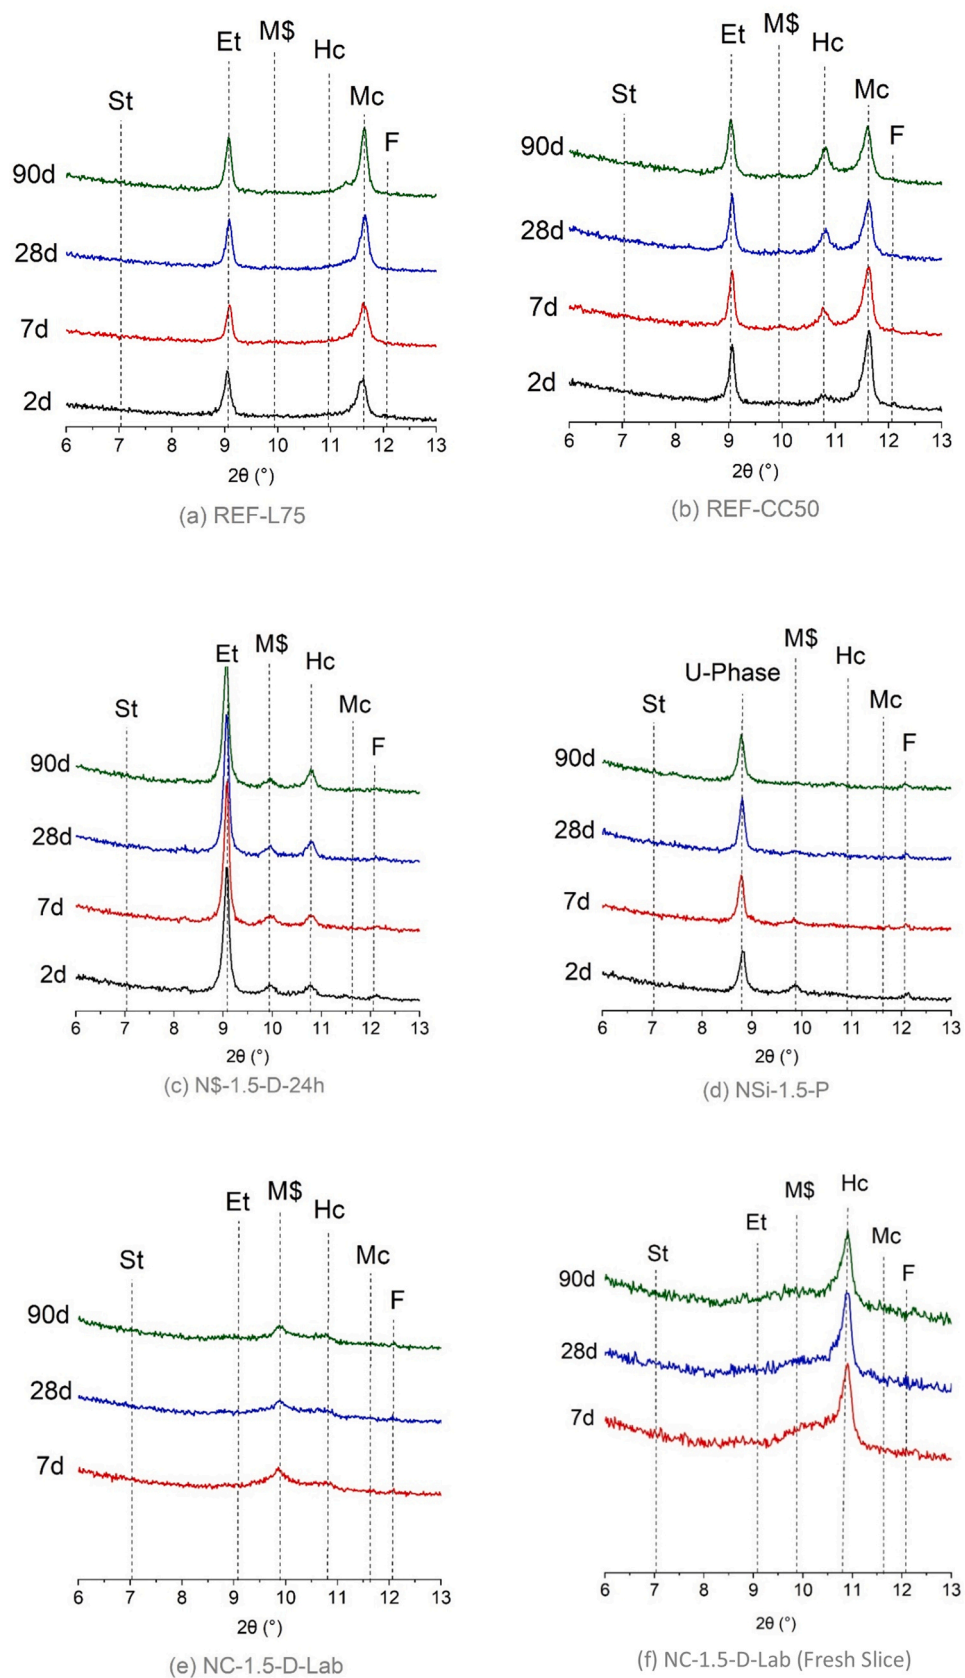 M$
Et
Hc
Mc
St
F
90d
28d
7d
2d
6 7 8 9 10 11 12 13
2θ (°)
(a) REF-L75
M$
Et
Hc
Mc
St
F
90d
28d
7d
2d
6 7 8 9 10 11 12 13
2θ (°)
(b) REF-CC50
M$
Et
Hc
Mc
St
F
90d
28d
7d
2d
6 7 8 9 10 11 12 13
2θ (°)
(c) N$-1.5-D-24h
M$
Hc
U-Phase
Mc
St
F
90d
28d
7d
2d
6 7 8 9 10 11 12 13
2θ (°)
(d) NSi-1.5-P
M$
Et
Hc
Mc
St
F
90d
28d
7d
6 7 8 9 10 11 12 13
2θ (°)
(e) NC-1.5-D-Lab
Hc
M$
Et
Mc
St
F
90d
28d
7d
6 7 8 9 10 11 12 13
2θ (°)
(f) NC-1.5-D-Lab (Fresh Slice)